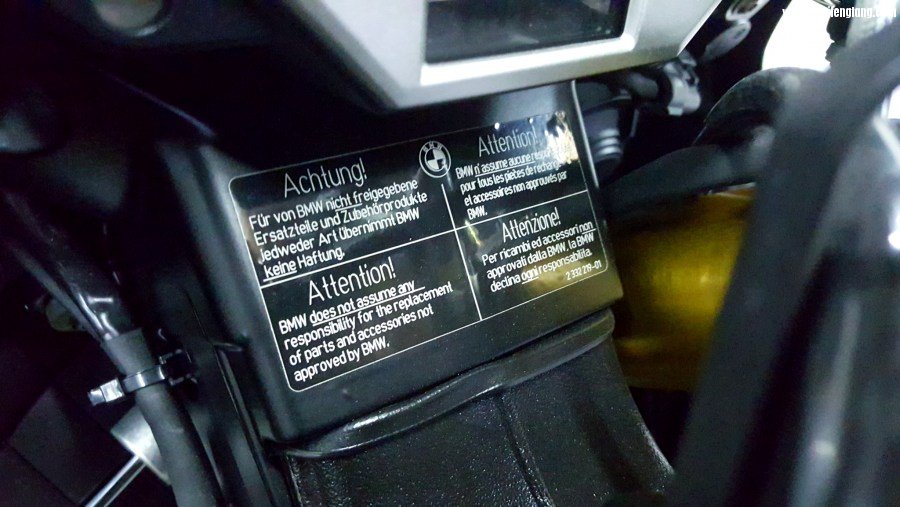 Achtung!
Für von BMW nicht freigegebene
Ersatzteile und Zubehörprodukte
jedweder Art übernimmt BMW
keine Haftung.
BMW
Attention!
BMW n'assume aucune
pour tous les pièces de rechange
et accessoires non approuvés par
BMW.
Attention!
BMW does not assume any
responsibility for the replacement
of parts and accessories not
approved by BMW.
Attenzione!
Per ricambi ed accessori non
approvati dalla BMW, la BMW
declina ogni responsabilita.
2 332 219-01